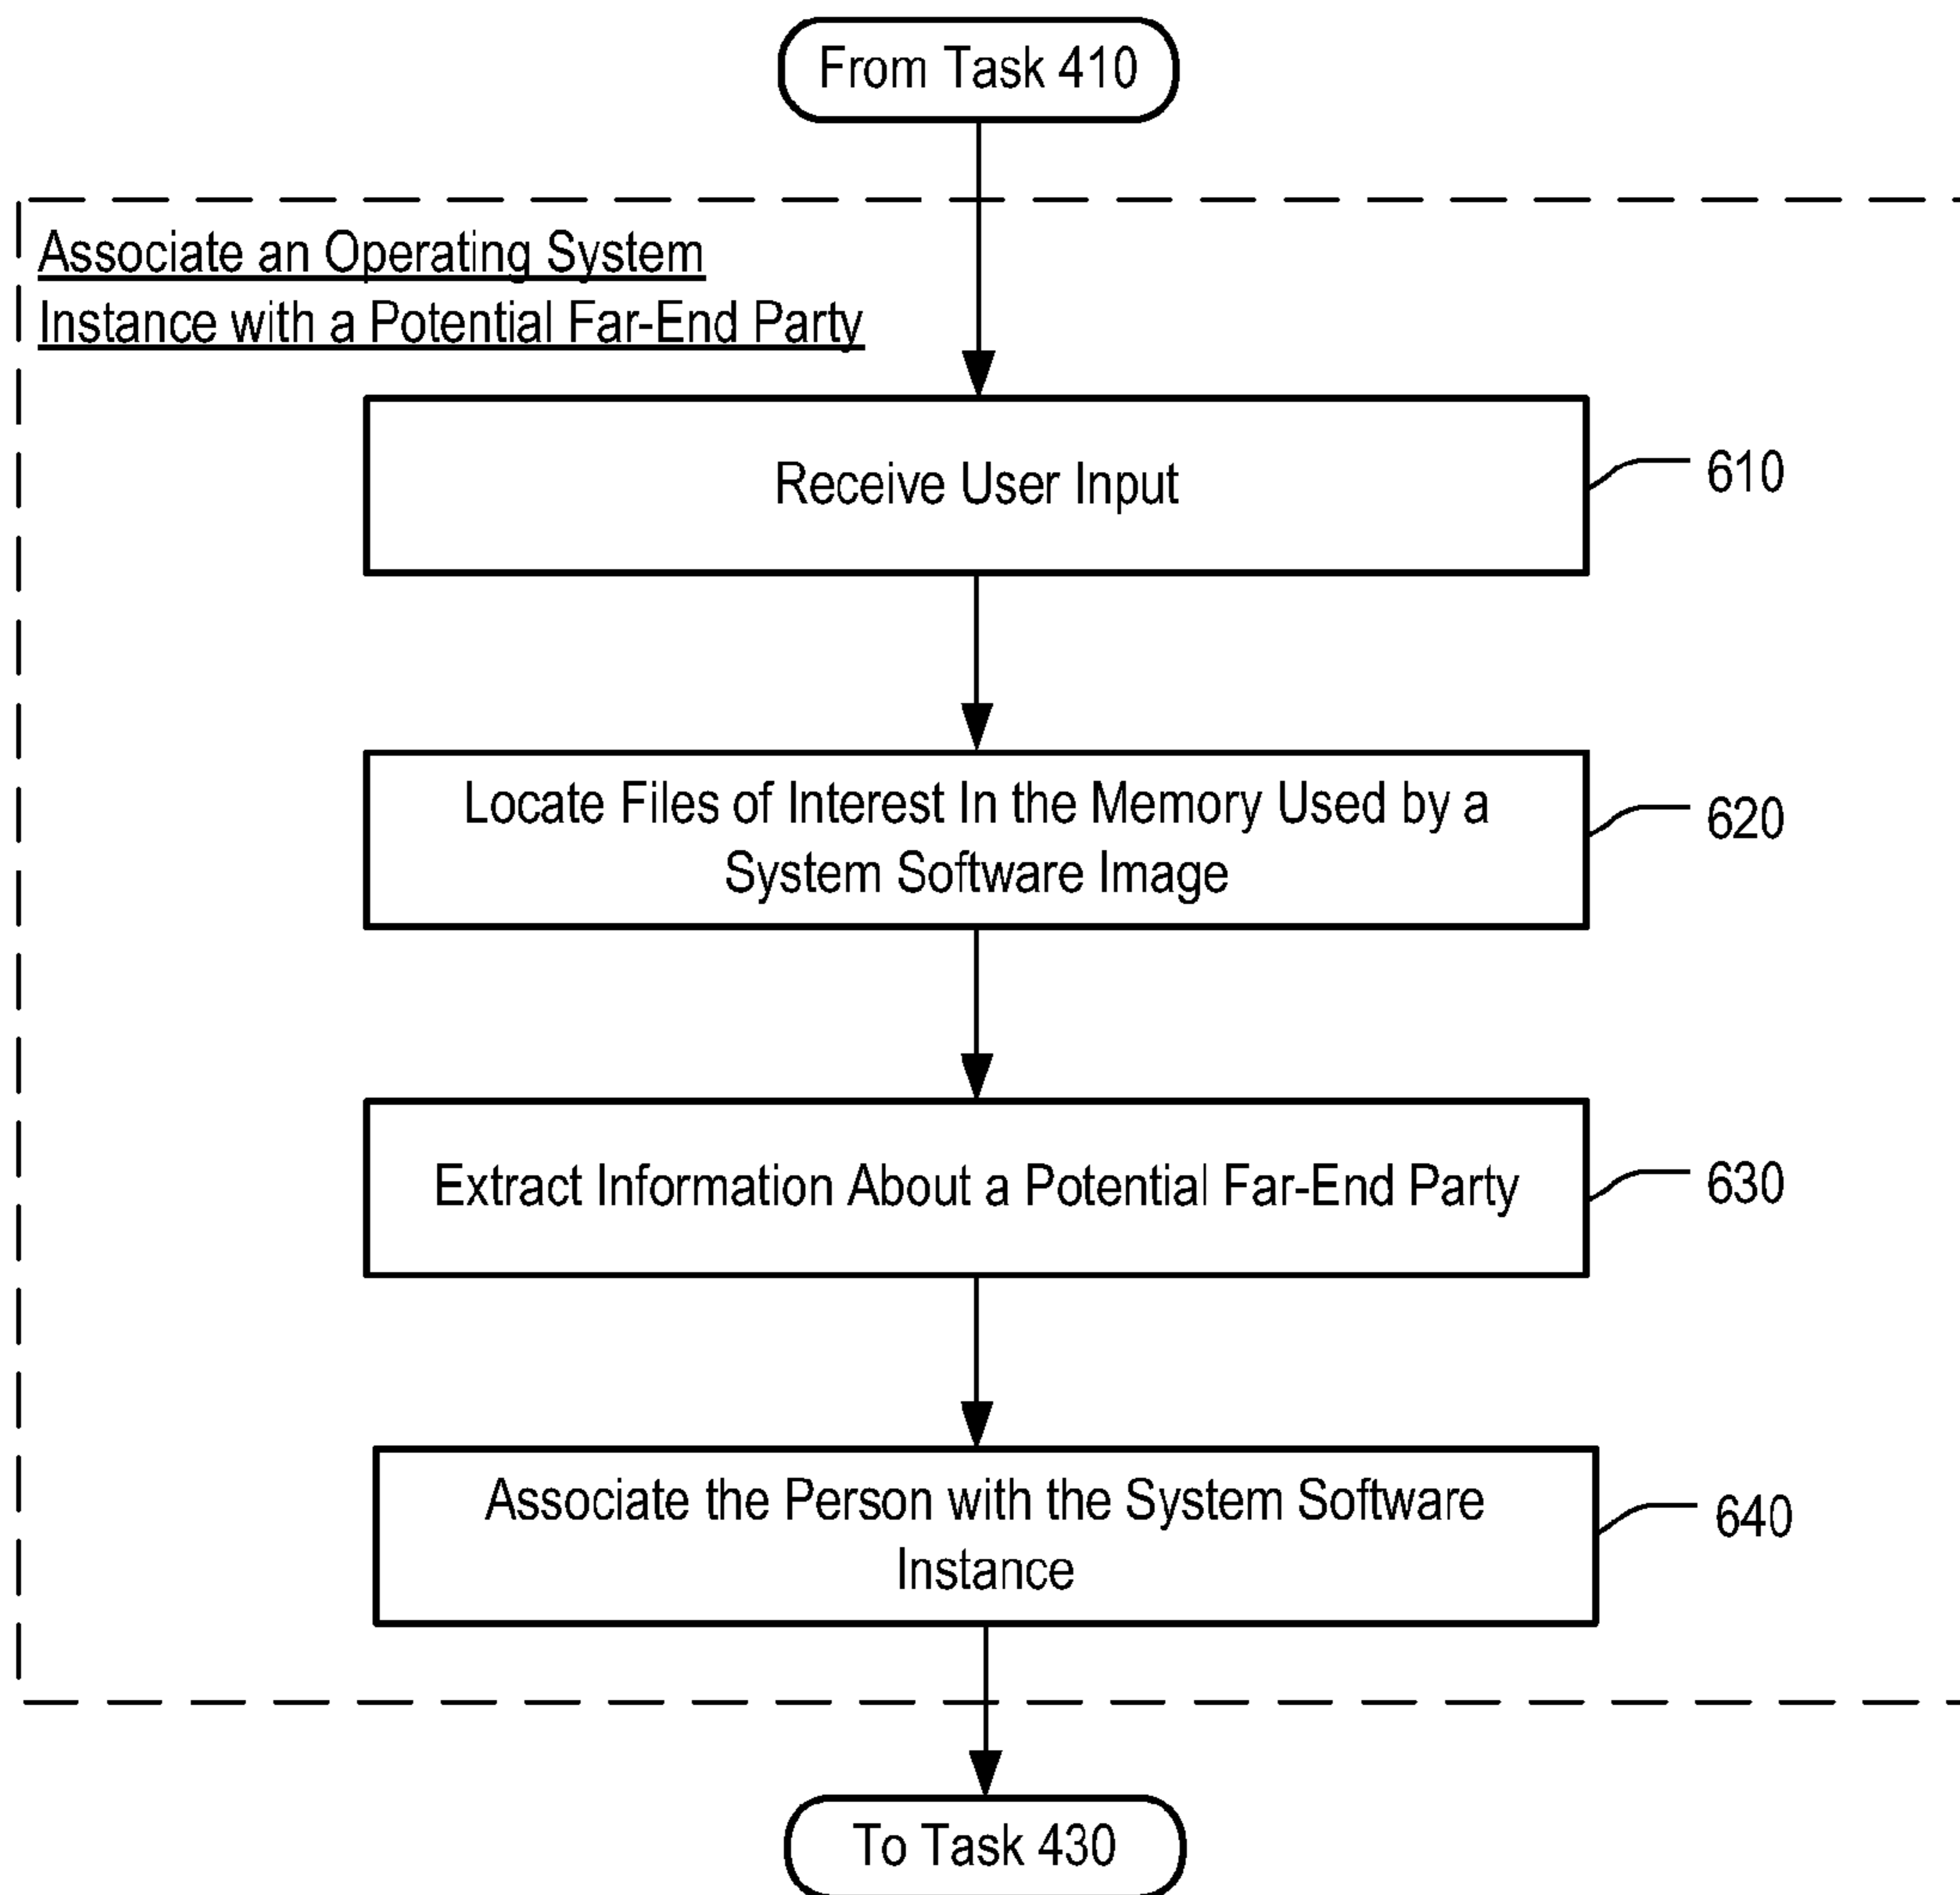 From Task 410
Associate an Operating System
Instance with a Potential Far-End Party
Receive User Input
610
Locate Files of Interest In the Memory Used by a
System Software Image
620
Extract Information About a Potential Far-End Party
630
Associate the Person with the System Software
Instance
640
To Task 430